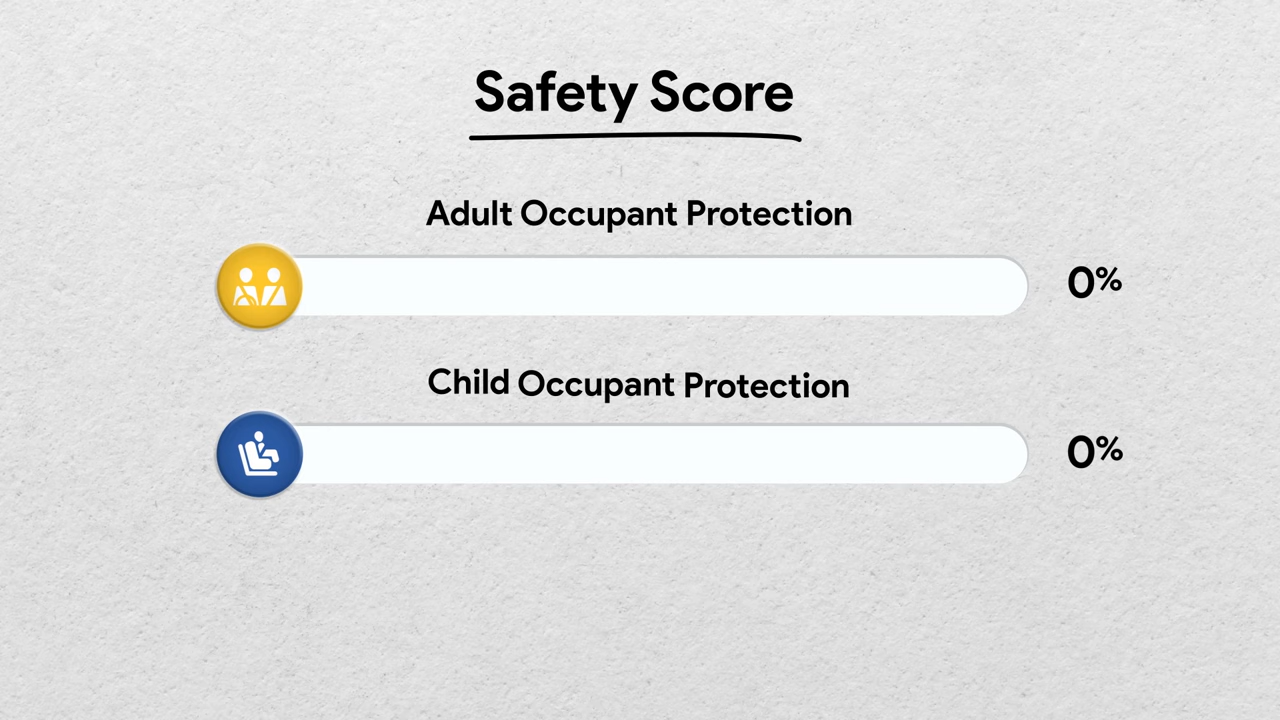 Safety Score
Adult Occupant Protection
0%
Child Occupant Protection
0%